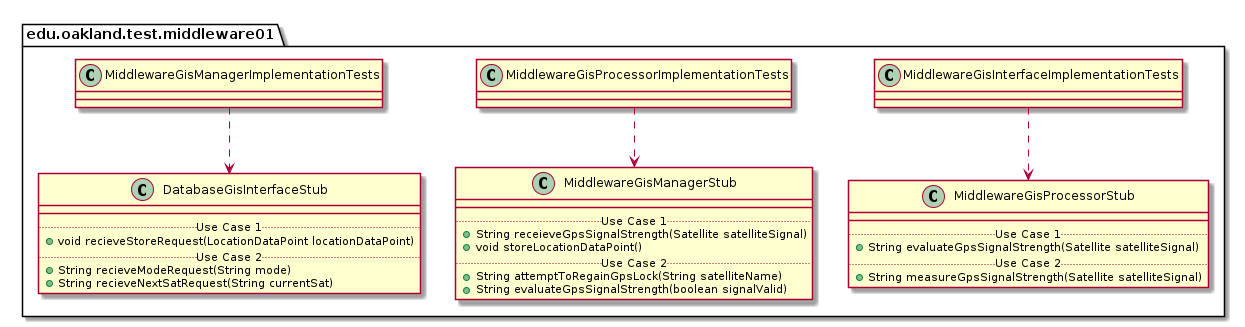 edu.oakland.test.middleware01
C MiddlewareGisManagerImplementationTests
C MiddlewareGisProcessorImplementationTests
C MiddlewareGisInterfaceImplementationTests
C DatabaseGisInterfaceStub
Use Case 1
void recieveStoreRequest(LocationDataPoint locationDataPoint)
Use Case 2
String recieveModeRequest(String mode)
String recieveNextSatRequest(String currentSat)
C MiddlewareGisManagerStub
Use Case 1
String receieveGpsSignalStrength(Satellite satelliteSignal)
void storeLocationDataPoint()
Use Case 2
String attemptToRegainGpsLock(String satelliteName)
String evaluateGpsSignalStrength(boolean signalValid)
C MiddlewareGisProcessorStub
Use Case 1
String evaluateGpsSignalStrength(Satellite satelliteSignal)
Use Case 2
String measureGpsSignalStrength(Satellite satelliteSignal)